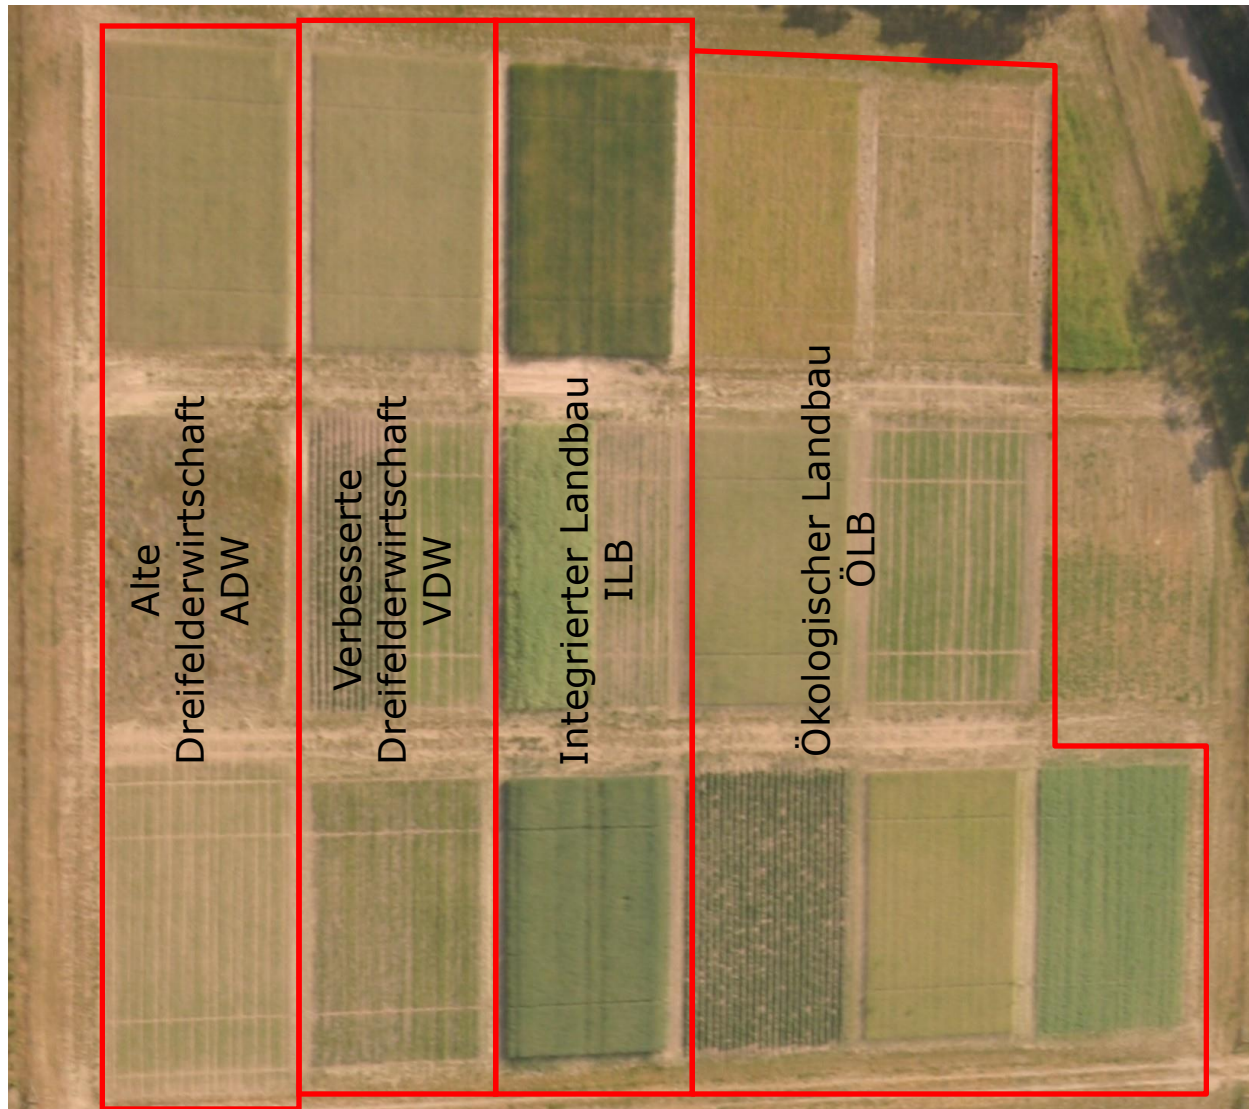 Alte
Dreifelderwirtschaft
ADW
Verbesserte
Dreifelderwirtschaft
VDW
Integrierter Landbau
ILB
Ökologischer Landbau
ÖLB